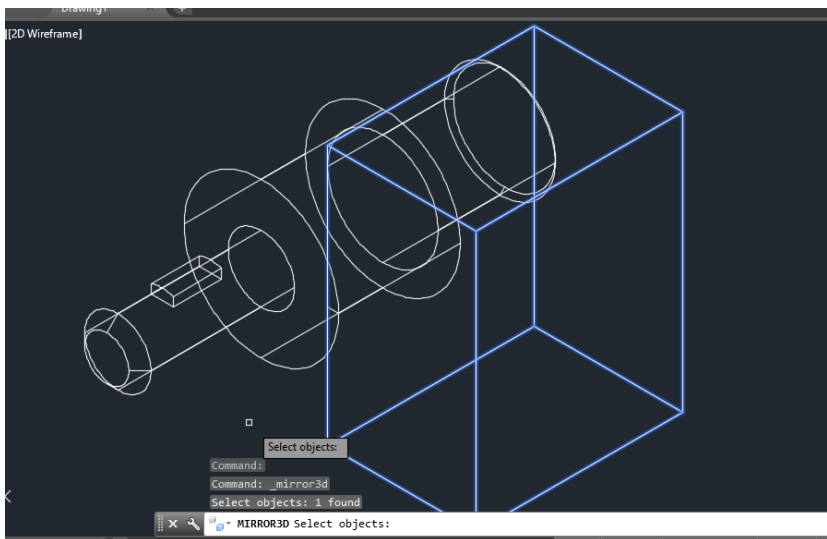 Drawing1
][2D Wireframe]
Select objects:
Command:
Command: _mirror3d
Select objects: 1 found
MIRROR3D Select objects: